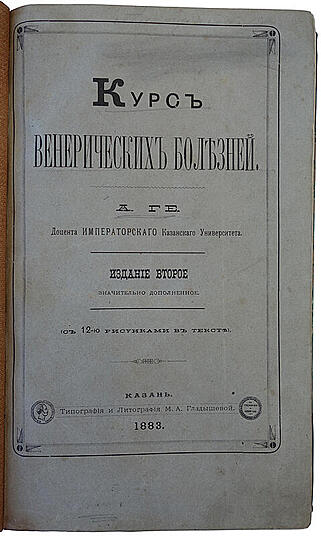 Курсъ
ВЕНЕРИЧЕСКИХЪ БОЛѢЗНЕЙ.
А. ГЕ.
Доцента ИМПЕРАТОРСКАГО Казанскаго Университета.
ИЗДАНІЕ ВТОРОЕ
ЗНАЧИТЕЛЬНО ДОПОЛНЕННОЕ.
(СЪ 12-ю РИСУНКАМИ ВЪ ТЕКСТѢ).
КАЗАНЬ.
Типографія и Литографія М. А. Гладышевой.
1883.